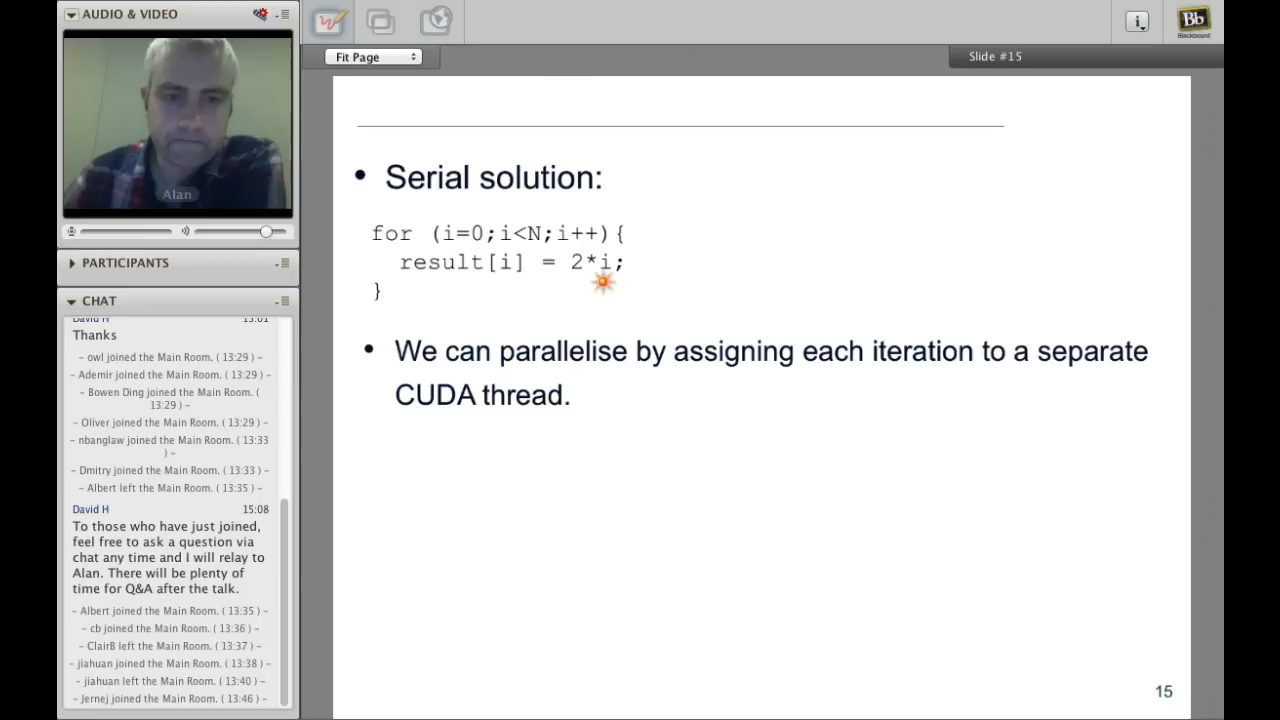 AUDIO & VIDEO
Alan
PARTICIPANTS
CHAT
David H 15:01
Thanks
– owl joined the Main Room. ( 13:29 ) –
– Ademir joined the Main Room. ( 13:29 ) –
– Bowen Ding joined the Main Room. (
13:29 ) –
– Oliver joined the Main Room. ( 13:29 ) –
– nbanglaw joined the Main Room. ( 13:33
) –
– Dmitry joined the Main Room. ( 13:33 ) –
– Albert left the Main Room. ( 13:35 ) –
David H 15:08
To those who have just joined,
feel free to ask a question via
chat any time and I will relay to
Alan. There will be plenty of
time for Q&A after the talk.
– Albert joined the Main Room. ( 13:35 ) –
– cb joined the Main Room. ( 13:36 ) –
– ClairB left the Main Room. ( 13:37 ) –
– jiahuan joined the Main Room. ( 13:38 ) –
– jiahuan left the Main Room. ( 13:40 ) –
– Jernej joined the Main Room. ( 13:46 ) –
i
Bb
Blackboard
Fit Page
Slide #15
• Serial solution:
for (i=0;i<N;i++){
result[i] = 2*i;
}
• We can parallelise by assigning each iteration to a separate
CUDA thread.
15